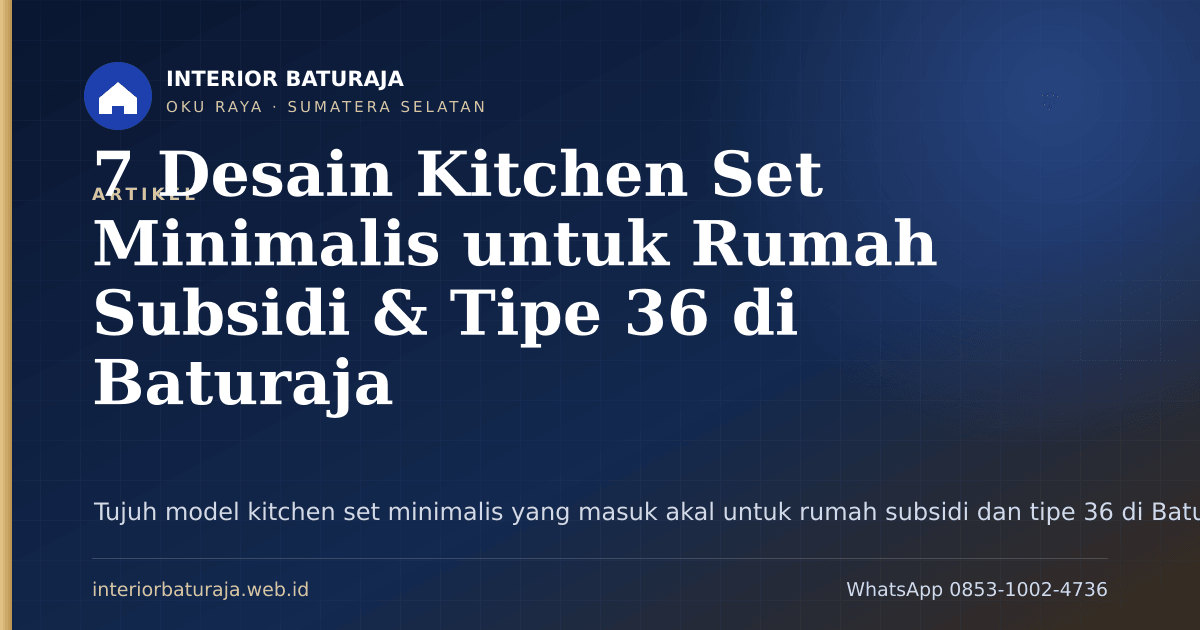 INTERIOR BATURAJA
OKU RAYA · SUMATERA SELATAN
ARTIKEL
7 Desain Kitchen Set
Minimalis untuk Rumah
Subsidi & Tipe 36 di
Baturaja
Tujuh model kitchen set minimalis yang masuk akal untuk rumah subsidi dan tipe 36 di Batu
interiorbaturaja.web.id
WhatsApp 0853-1002-4736